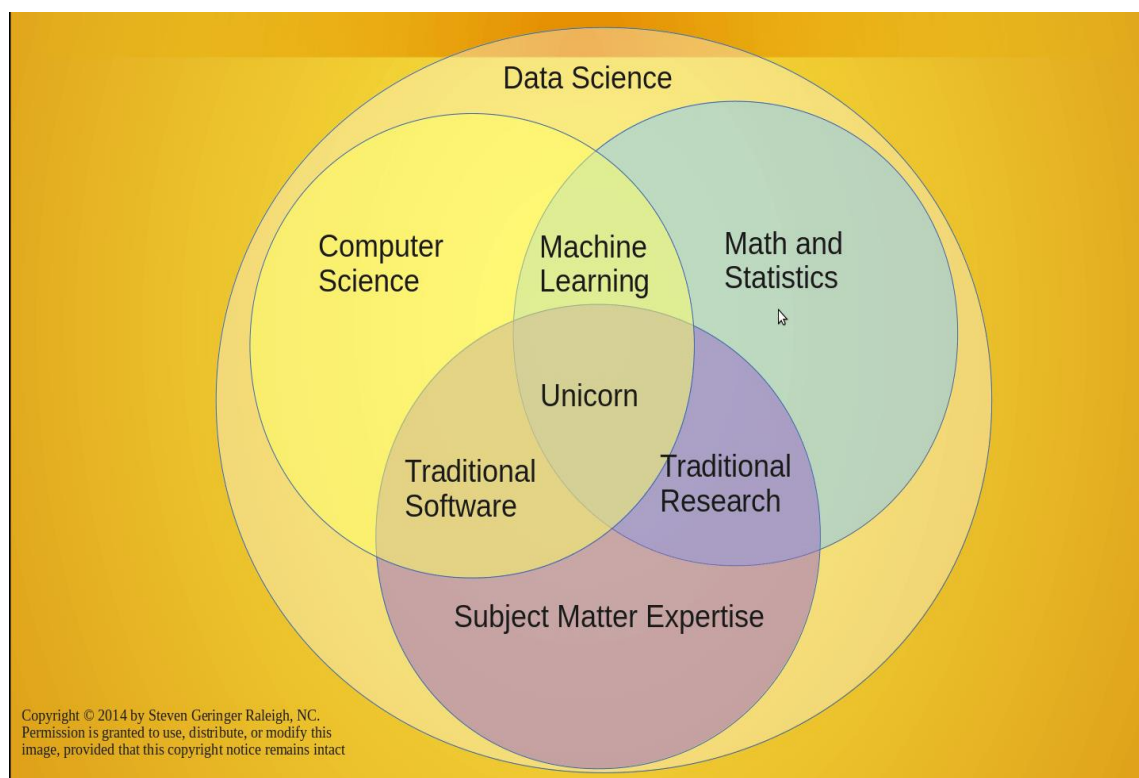 Data Science
Computer
Science
Machine
Learning
Math and
Statistics
Unicorn
Traditional
Software
Traditional
Research
Subject Matter Expertise
Copyright © 2014 by Steven Geringer Raleigh, NC.
Permission is granted to use, distribute, or modify this
image, provided that this copyright notice remains intact